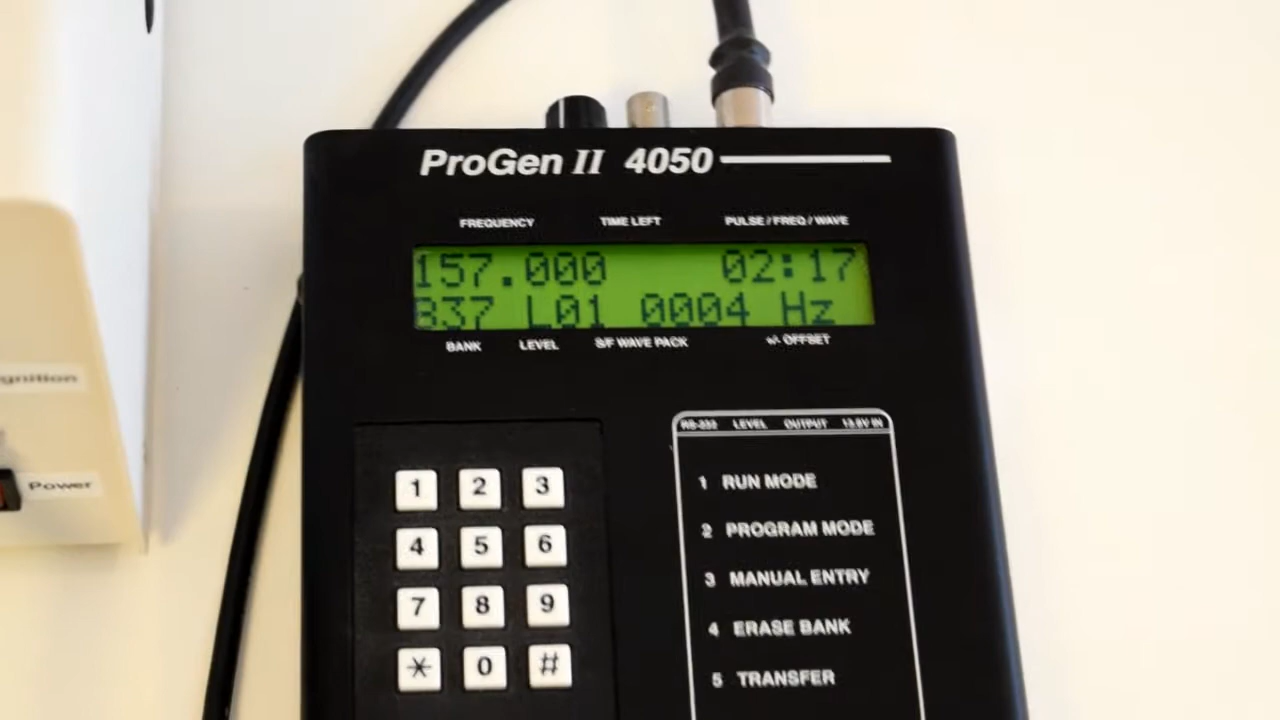 ProGen II 4050
FREQUENCY TIME LEFT PULSE / FREQ / WAVE
157.000 02:17
B37 L01 0004 Hz
BANK LEVEL S/F WAVE PACK +/- OFFSET
RS-232 LEVEL OUTPUT 13.8V IN
1 RUN MODE
2 PROGRAM MODE
3 MANUAL ENTRY
4 ERASE BANK
5 TRANSFER
1 2 3
4 5 6
7 8 9
* 0 #
Power